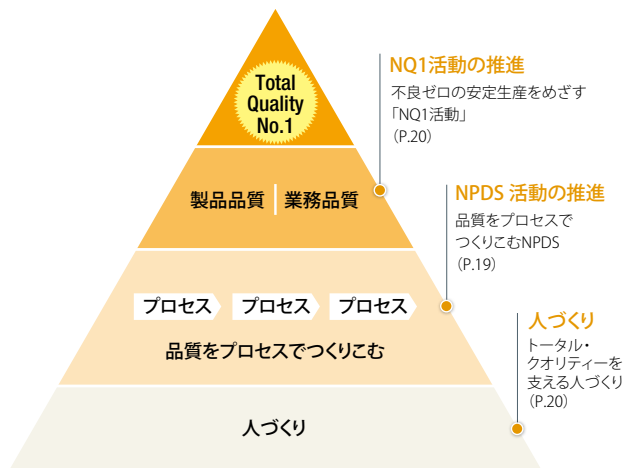 Total
Quality
No.1
製品品質 業務品質
プロセス プロセス プロセス
品質をプロセスでつくりこむ
人づくり
NQ1活動の推進
不良ゼロの安定生産をめざす
「NQ1活動」
(P.20)
NPDS 活動の推進
品質をプロセスで
つくりこむNPDS
(P.19)
人づくり
トータル・
クオリティーを
支える人づくり
(P.20)